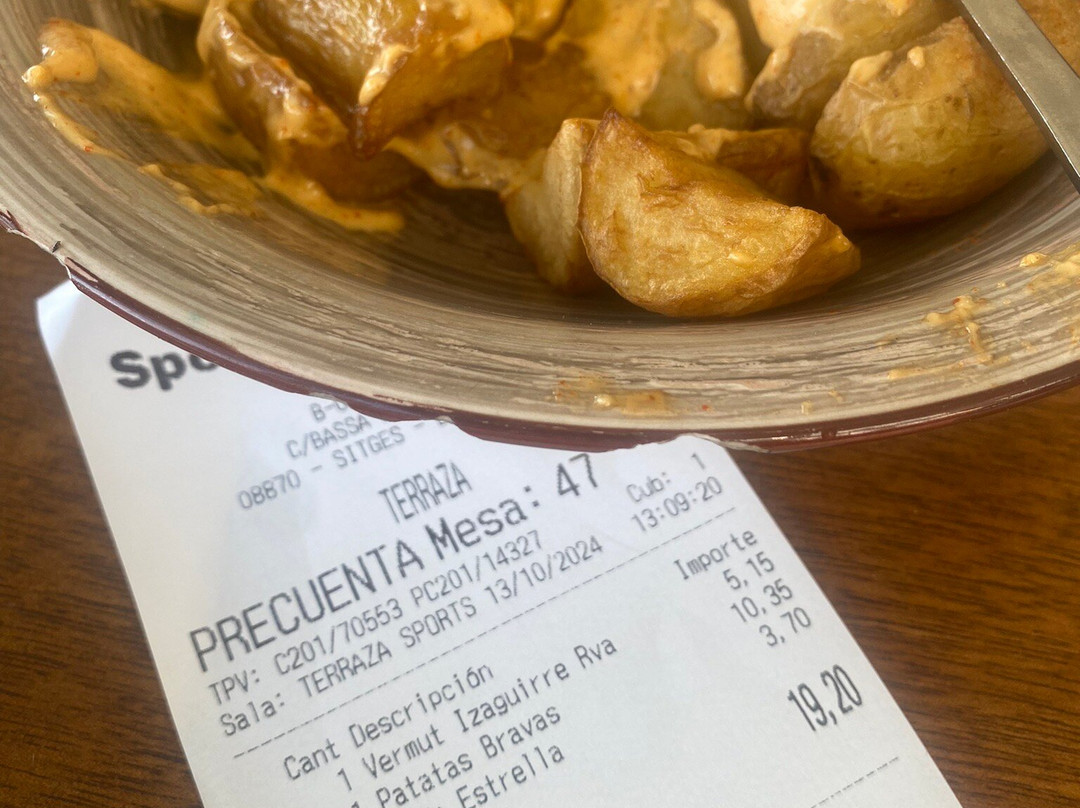 Spo
B-
C/BASSA
08870 - SITGES -
TERRAZA
PRECUENTA Mesa: 47
TPV: C201/70553 PC201/14327 Cub: 1
Sala: TERRAZA SPORTS 13/10/2024 13:09:20
Cant Descripción Importe
1 Vermut Izaguirre Rva 5,15
1 Patatas Bravas 10,35
Estrella 3,70
19,20